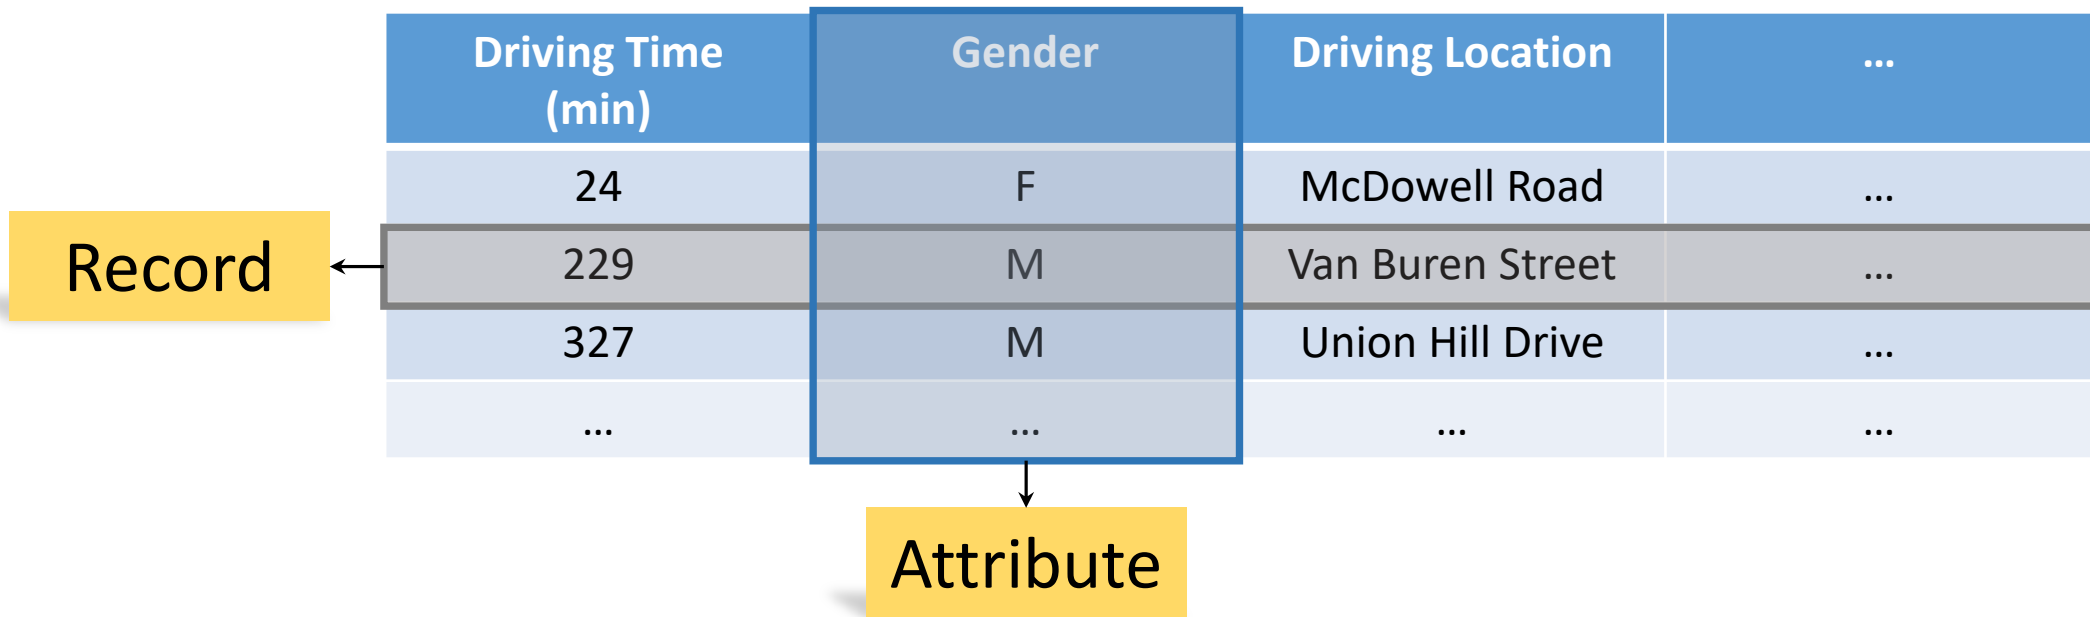 Driving Time (min) Gender Driving Location …
24 F McDowell Road …
Record 229 M Van Buren Street …
327 M Union Hill Drive …
… … … …
Attribute